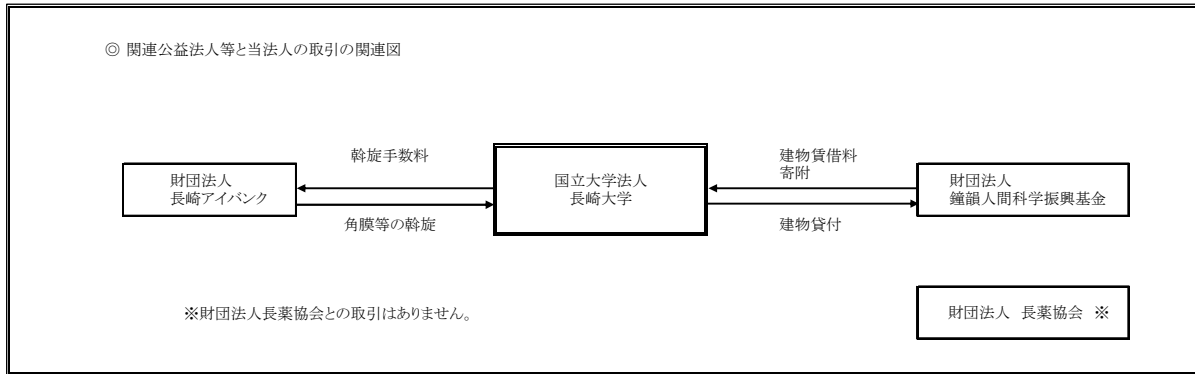 ◎ 関連公益法人等と当法人の取引の関連図
斡旋手数料
建物賃借料
寄附
財団法人
長崎アイバンク
国立大学法人
長崎大学
財団法人
鐘韻人間科学振興基金
角膜等の斡旋
建物貸付
※財団法人長薬協会との取引はありません。
財団法人 長薬協会 ※